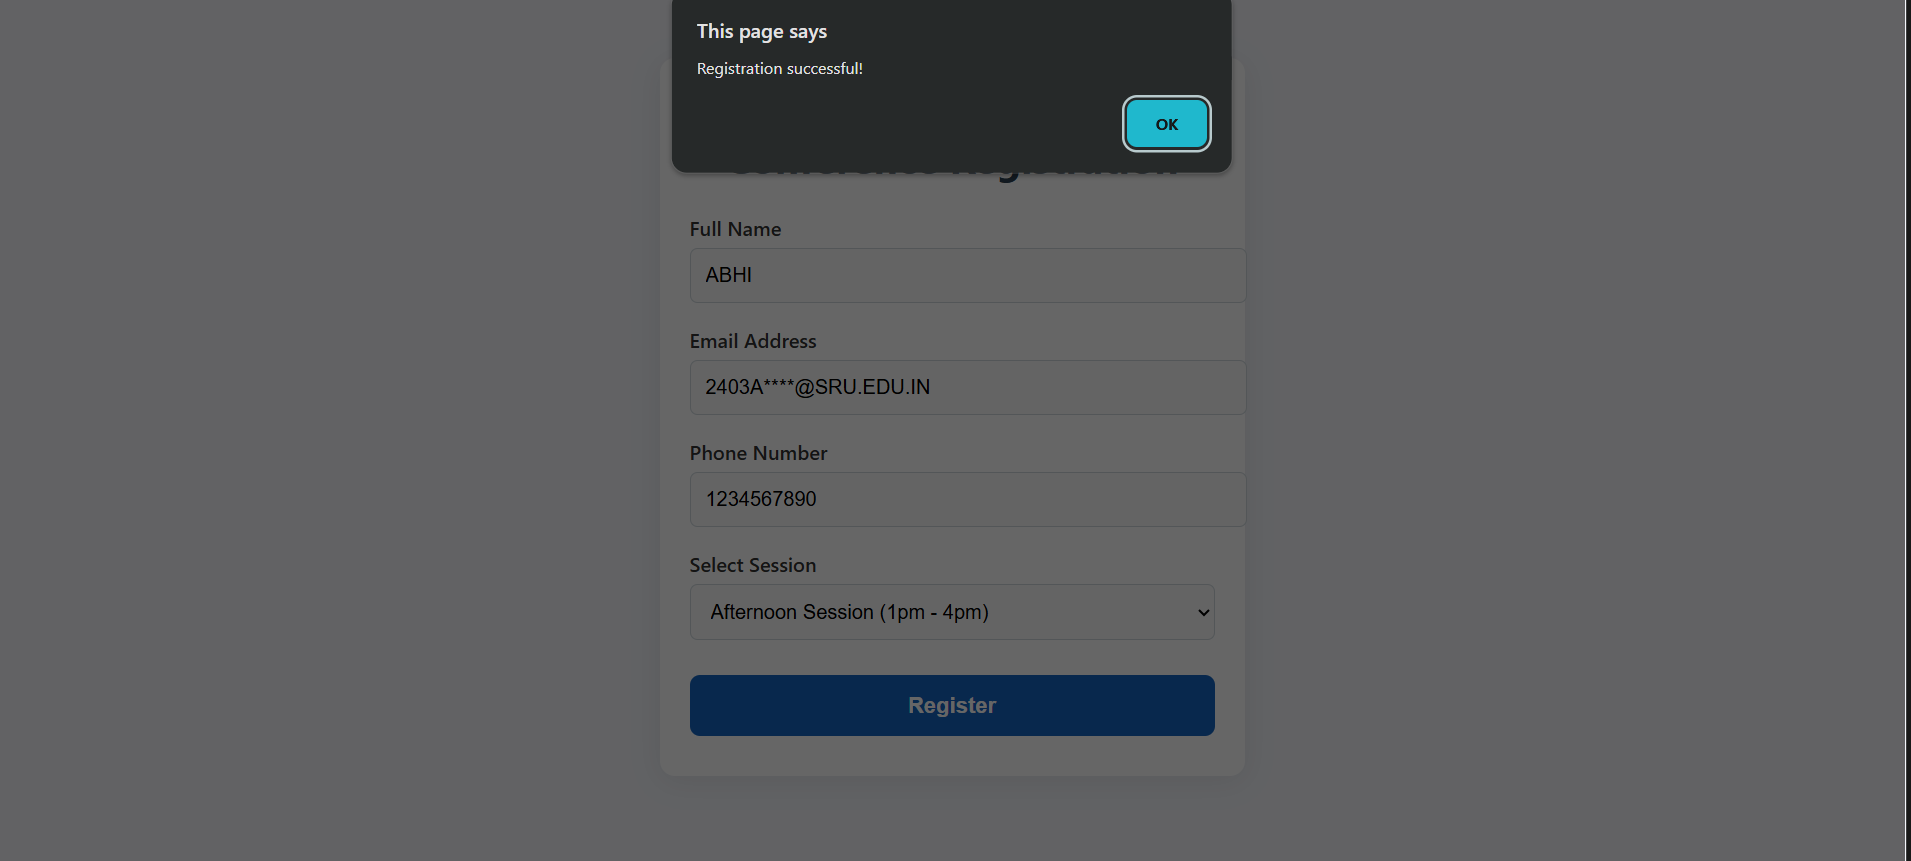 This page says
Registration successful!
OK
Registration
Full Name
ABHI
Email Address
2403A****@SRU.EDU.IN
Phone Number
1234567890
Select Session
Afternoon Session (1pm - 4pm)
Register